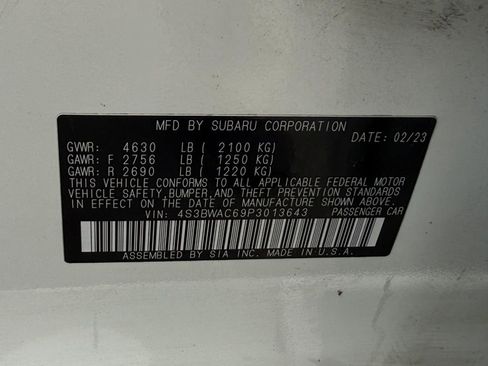 MFD BY SUBARU CORPORATION
DATE: 02/23
GVWR: 4630 LB ( 2100 KG)
GAWR: F 2756 LB ( 1250 KG)
GAWR: R 2690 LB ( 1220 KG)
THIS VEHICLE CONFORMS TO ALL APPLICABLE FEDERAL MOTOR
VEHICLE SAFETY, BUMPER, AND THEFT PREVENTION STANDARDS
IN EFFECT ON THE DATE OF MANUFACTURE SHOWN ABOVE.
VIN: 4S3BWAC69P3013643 PASSENGER CAR
ASSEMBLED BY SIA INC. MADE IN U.S.A.